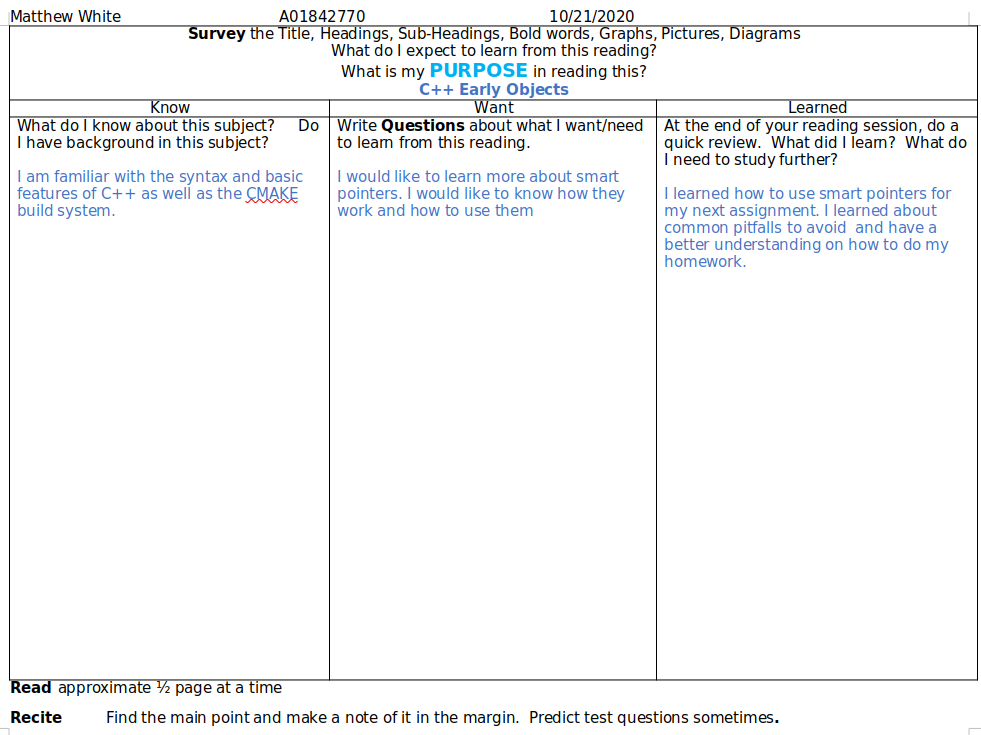 Matthew White A01842770 10/21/2020
Survey the Title, Headings, Sub-Headings, Bold words, Graphs, Pictures, Diagrams
What do I expect to learn from this reading?
What is my PURPOSE in reading this?
C++ Early Objects
Know Want Learned
What do I know about this subject? Do
I have background in this subject?
I am familiar with the syntax and basic
features of C++ as well as the CMAKE
build system.
Write Questions about what I want/need
to learn from this reading.
I would like to learn more about smart
pointers. I would like to know how they
work and how to use them
At the end of your reading session, do a
quick review. What did I learn? What do
I need to study further?
I learned how to use smart pointers for
my next assignment. I learned about
common pitfalls to avoid and have a
better understanding on how to do my
homework.
Read approximate ½ page at a time
Recite Find the main point and make a note of it in the margin. Predict test questions sometimes.